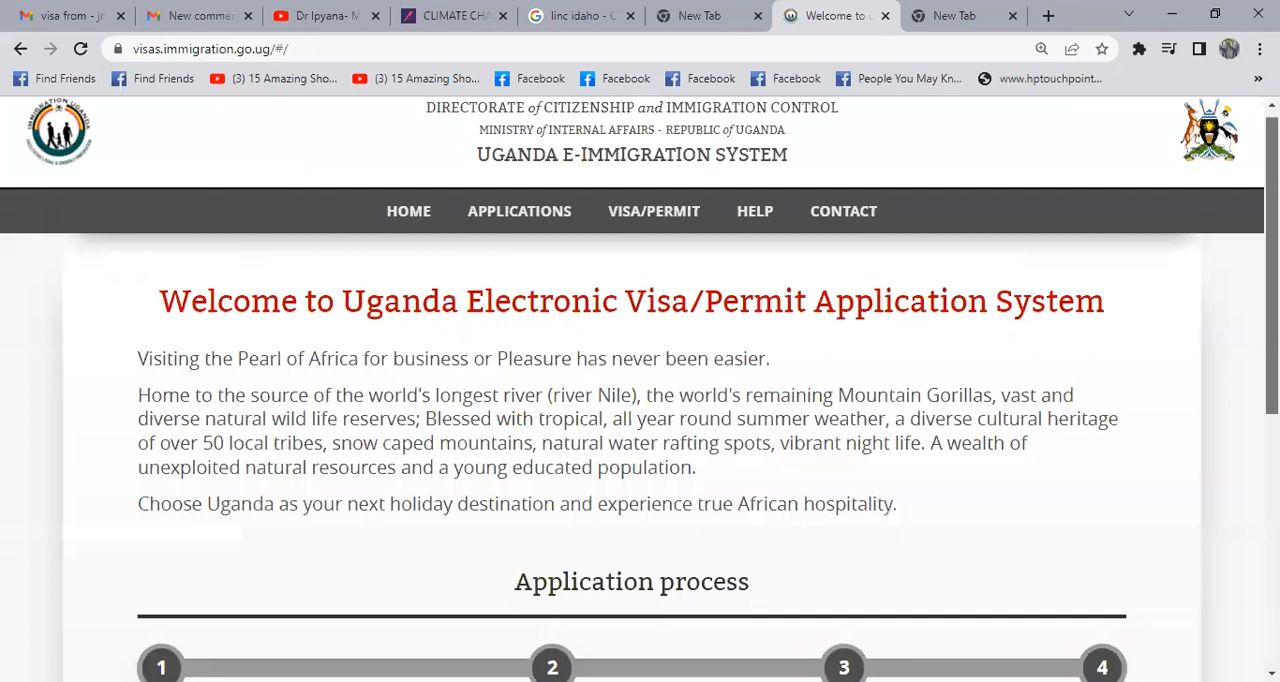 visa from - jr
New commen
Dr Ipyana- M
CLIMATE CHA
linc idaho - G
New Tab
Welcome to
New Tab
visas.immigration.go.ug/#/
Find Friends
Find Friends
(3) 15 Amazing Sho...
(3) 15 Amazing Sho...
Facebook
Facebook
Facebook
Facebook
People You May Kn...
www.hptouchpoint...
DIRECTORATE of CITIZENSHIP and IMMIGRATION CONTROL
MINISTRY of INTERNAL AFFAIRS - REPUBLIC of UGANDA
UGANDA E-IMMIGRATION SYSTEM
HOME APPLICATIONS VISA/PERMIT HELP CONTACT
Welcome to Uganda Electronic Visa/Permit Application System
Visiting the Pearl of Africa for business or Pleasure has never been easier.
Home to the source of the world's longest river (river Nile), the world's remaining Mountain Gorillas, vast and
diverse natural wild life reserves; Blessed with tropical, all year round summer weather, a diverse cultural heritage
of over 50 local tribes, snow caped mountains, natural water rafting spots, vibrant night life. A wealth of
unexploited natural resources and a young educated population.
Choose Uganda as your next holiday destination and experience true African hospitality.
Application process
1 2 3 4